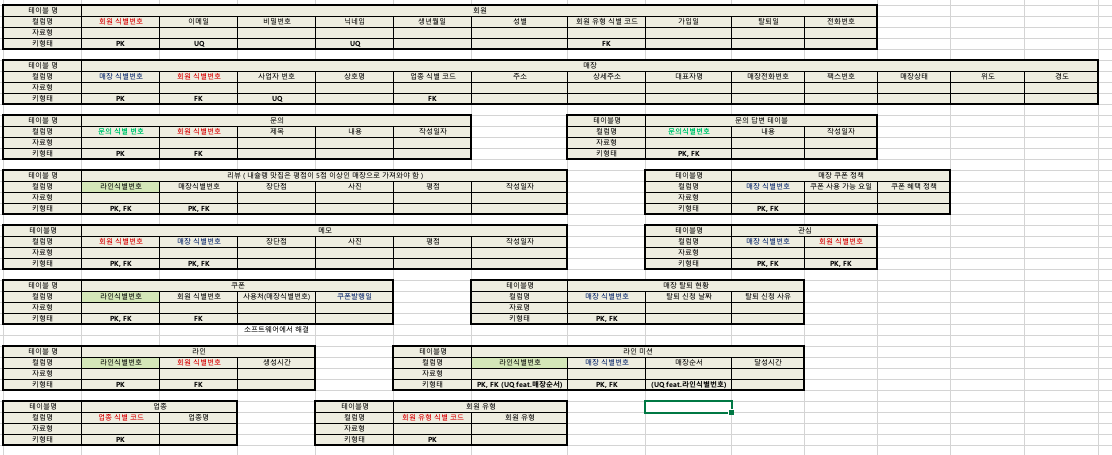 테이블 명 회원
컬럼명 회원 식별번호 이메일 비밀번호 닉네임 생년월일 성별 회원 유형 식별 코드 가입일 탈퇴일 전화번호
자료형
키형태 PK UQ UQ FK
테이블 명 매장
컬럼명 매장 식별번호 회원 식별번호 사업자 번호 상호명 업종 식별 코드 주소 상세주소 대표자명 매장전화번호 팩스번호 매장상태 위도 경도
자료형
키형태 PK FK UQ FK
테이블 명 문의 테이블명 문의 답변 테이블
컬럼명 문의 식별 번호 회원 식별번호 제목 내용 작성일자 컬럼명 문의식별번호 내용 작성일자
자료형 자료형
키형태 PK FK 키형태 PK, FK
테이블명 리뷰 ( 내슐랭 맛집은 평점이 5점 이상인 매장으로 가져와야 함 ) 테이블명 매장 쿠폰 정책
컬럼명 라인식별번호 매장식별번호 장단점 사진 평점 작성일자 컬럼명 매장 식별번호 쿠폰 사용 가능 요일 쿠폰 혜택 정책
자료형 자료형
키형태 PK, FK PK, FK 키형태 PK, FK
테이블명 메모 테이블명 관심
컬럼명 회원 식별번호 매장 식별번호 장단점 사진 평점 작성일자 컬럼명 매장 식별번호 회원 식별번호
자료형 자료형
키형태 PK, FK PK, FK 키형태 PK, FK PK, FK
테이블명 쿠폰 테이블명 매장 탈퇴 현황
컬럼명 라인식별번호 회원 식별번호 사용처(매장식별번호) 쿠폰발행일 컬럼명 매장 식별번호 탈퇴 신청 날짜 탈퇴 신청 사유
자료형 자료명
키형태 PK, FK FK 키형태 PK, FK
소프트웨어에서 해결
테이블 명 라인 테이블명 라인 미션
컬럼명 라인식별번호 회원 식별번호 생성시간 컬럼명 라인식별번호 매장 식별번호 매장순서 달성시간
자료형 자료형
키형태 PK FK 키형태 PK, FK (UQ feat.매장순서) PK, FK (UQ feat.라인식별번호)
테이블명 업종 테이블명 회원 유형
컬럼명 업종 식별 코드 업종명 컬럼명 회원 유형 식별 코드 회원 유형
자료형 자료형
키형태 PK 키형태 PK